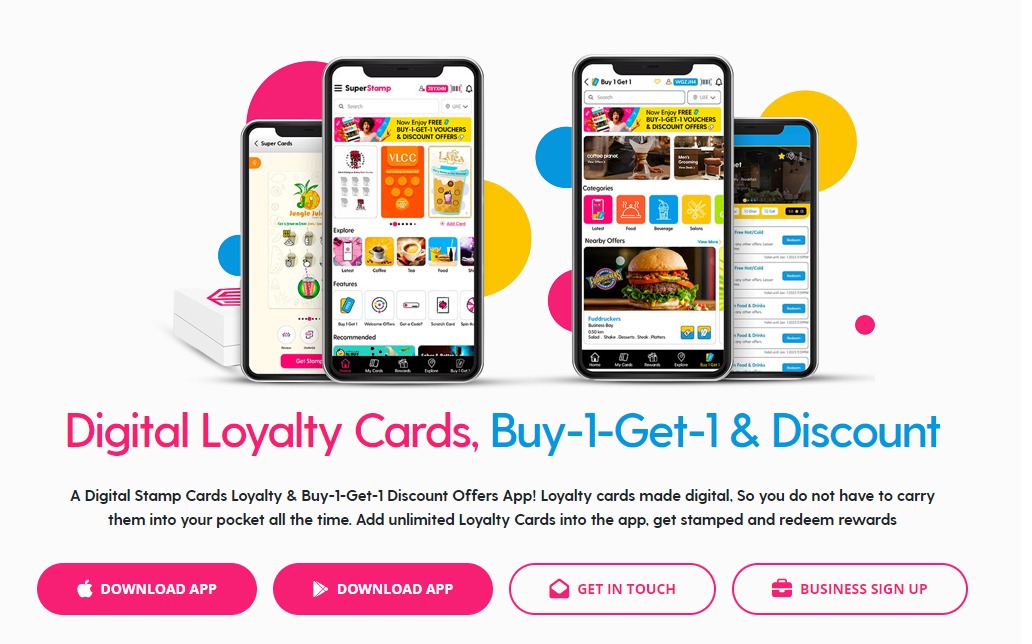 Super Cards
Jungle Juice
Get Stamp
SuperStamp
7BYXHN
Search
UAE
Now Enjoy FREE
BUY-1-GET-1 VOUCHERS
& DISCOUNT OFFERS
VLCC
Add Card
Explore
Latest Coffee Tea Food
Features
Buy 1 Get 1 Welcome Offers Get a Code? Scratch Card
Recommended
Home My Cards Rewards Explore Buy 1 Get 1
Buy 1 Get 1
WGZJH4
Search
UAE
Now Enjoy FREE
BUY-1-GET-1 VOUCHERS
& DISCOUNT OFFERS
coffee planet
Men's
Grooming
Categories
Latest Food Beverage Salons
Nearby Offers
View More
FUDDRUCKERS
Fuddruckers
Business Bay
0.50 km
Salad . Shake . Desserts . Steak . Platters
Home My Cards Rewards Explore Buy 1 Get 1
Free Hot/Cold
Redeem
Free Hot/Cold
Redeem
Food & Drinks
Redeem
Food & Drinks
Redeem
Food & Drinks
Redeem
Digital Loyalty Cards, Buy-1-Get-1 & Discount
A Digital Stamp Cards Loyalty & Buy-1-Get-1 Discount Offers App! Loyalty cards made digital, So you do not have to carry
them into your pocket all the time. Add unlimited Loyalty Cards into the app, get stamped and redeem rewards
DOWNLOAD APP
DOWNLOAD APP
GET IN TOUCH
BUSINESS SIGN UP